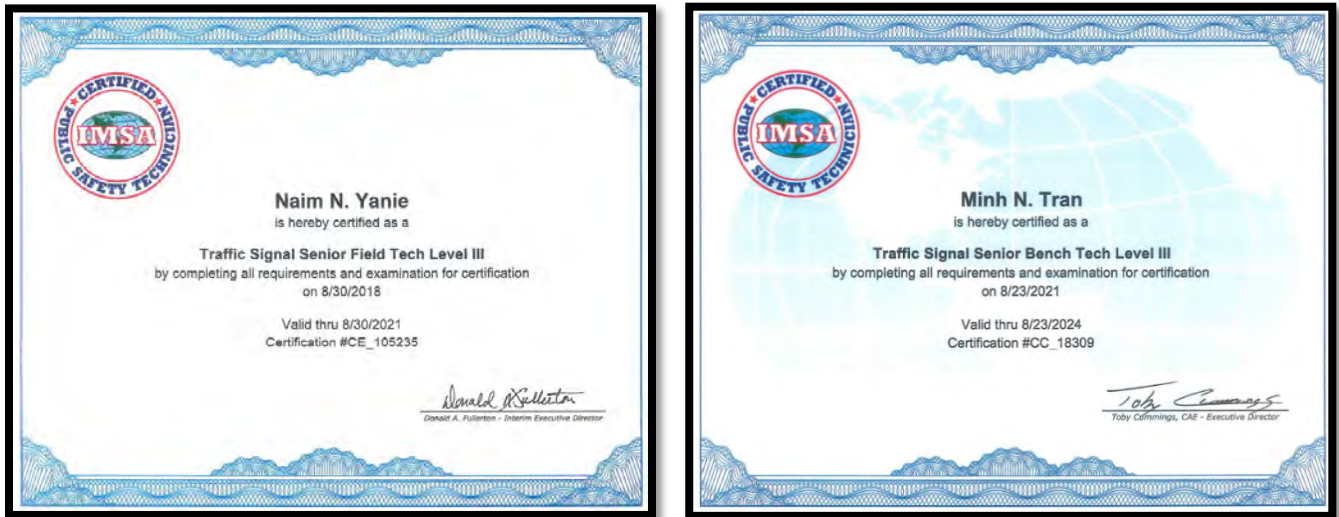 CERTIFIED
PUBLIC SAFETY TECHNICIAN
IMSA
Naim N. Yanie
is hereby certified as a
Traffic Signal Senior Field Tech Level III
by completing all requirements and examination for certification
on 8/30/2018
Valid thru 8/30/2021
Certification #CE_105235
Donald A. Fullerton
Donald A. Fullerton - Interim Executive Director
CERTIFIED
PUBLIC SAFETY TECHNICIAN
IMSA
Minh N. Tran
is hereby certified as a
Traffic Signal Senior Bench Tech Level III
by completing all requirements and examination for certification
on 8/23/2021
Valid thru 8/23/2024
Certification #CC_18309
Toby Cummings
Toby Cummings, CAE - Executive Director